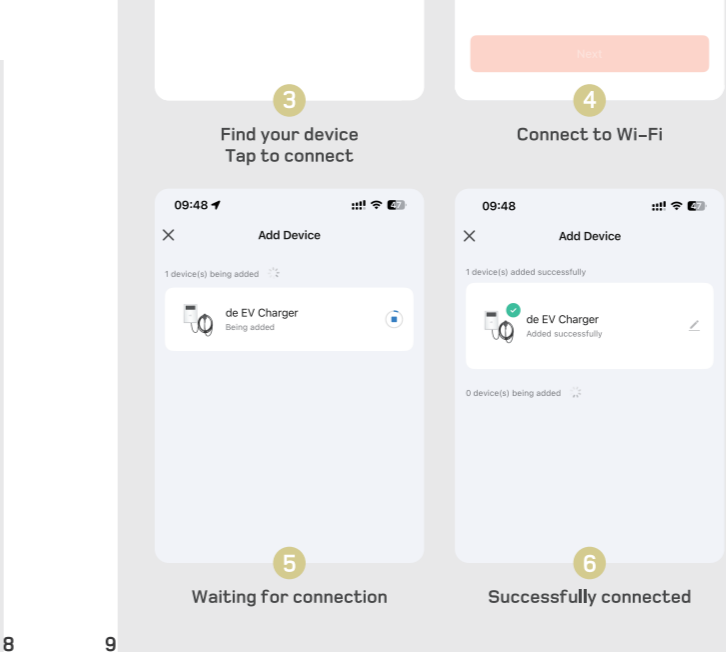 Next
3
4
Find your device
Tap to connect
Connect to Wi-Fi
09:48
47
Add Device
1 device(s) being added
de EV Charger
Being added
5
Waiting for connection
09:48
47
Add Device
1 device(s) added successfully
de EV Charger
Added successfully
0 device(s) being added
6
Successfully connected
8
9